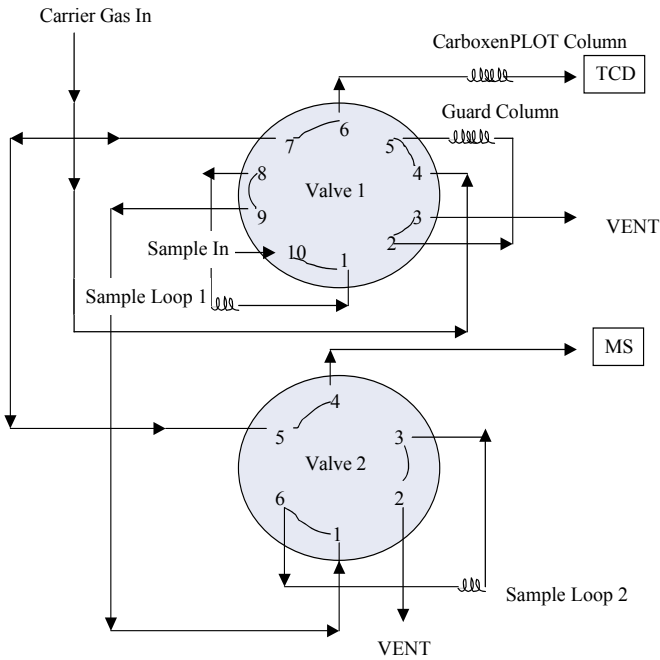 Carrier Gas In
CarboxenPLOT Column
TCD
Guard Column
6
7
5
8
4
Valve 1
9
3
VENT
2
Sample In
10
1
Sample Loop 1
MS
4
5
3
Valve 2
6
2
1
Sample Loop 2
VENT